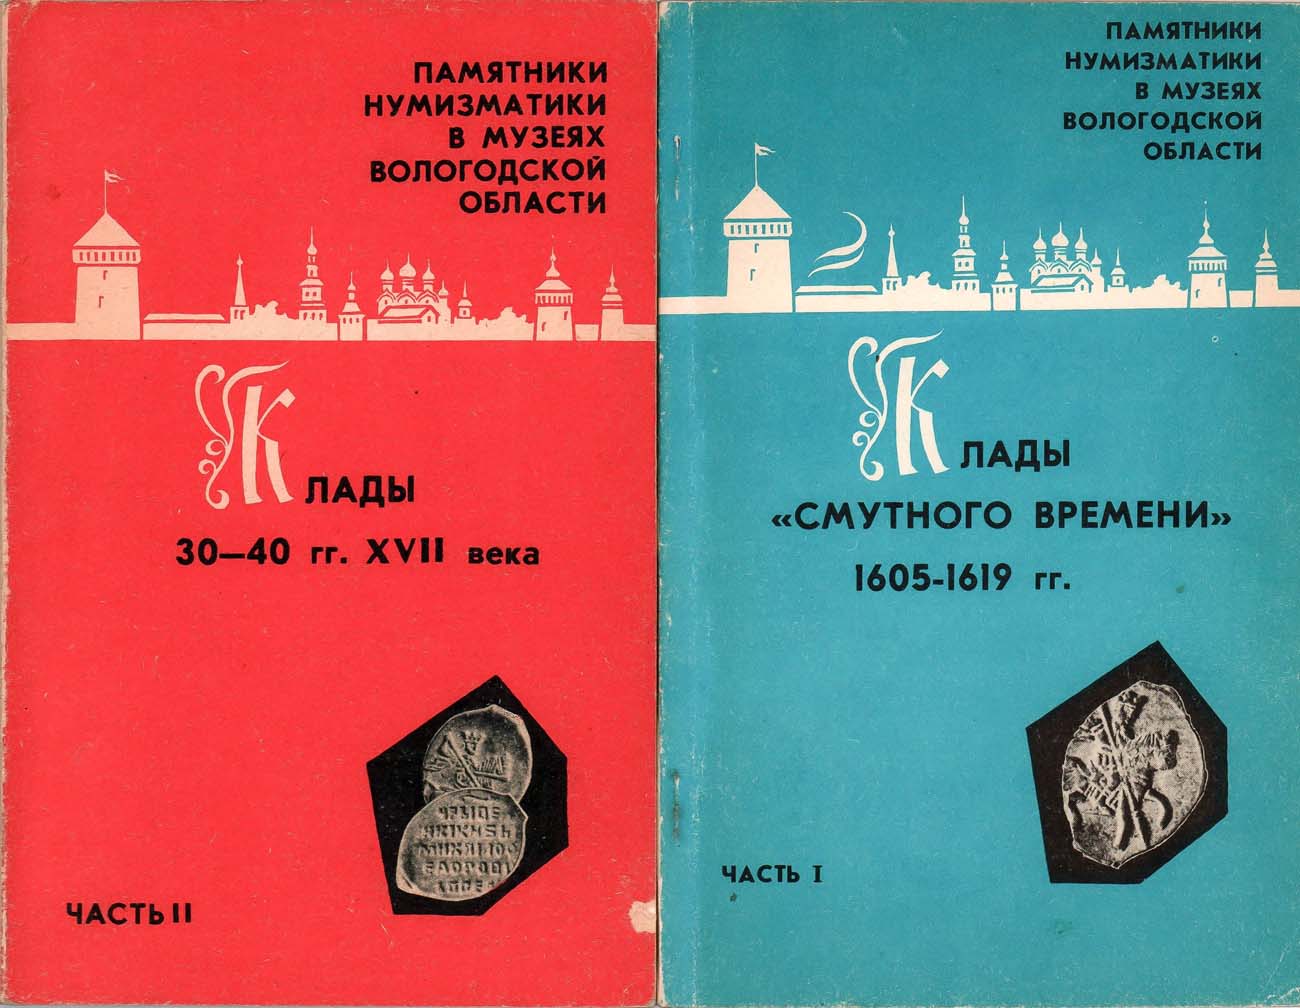 ПАМЯТНИКИ
НУМИЗМАТИКИ
В МУЗЕЯХ
ВОЛОГОДСКОЙ
ОБЛАСТИ
КЛАДЫ
30—40 гг. XVII века
ЧАСТЬ II
ПАМЯТНИКИ
НУМИЗМАТИКИ
В МУЗЕЯХ
ВОЛОГОДСКОЙ
ОБЛАСТИ
КЛАДЫ
«СМУТНОГО ВРЕМЕНИ»
1605-1619 гг.
ЧАСТЬ I